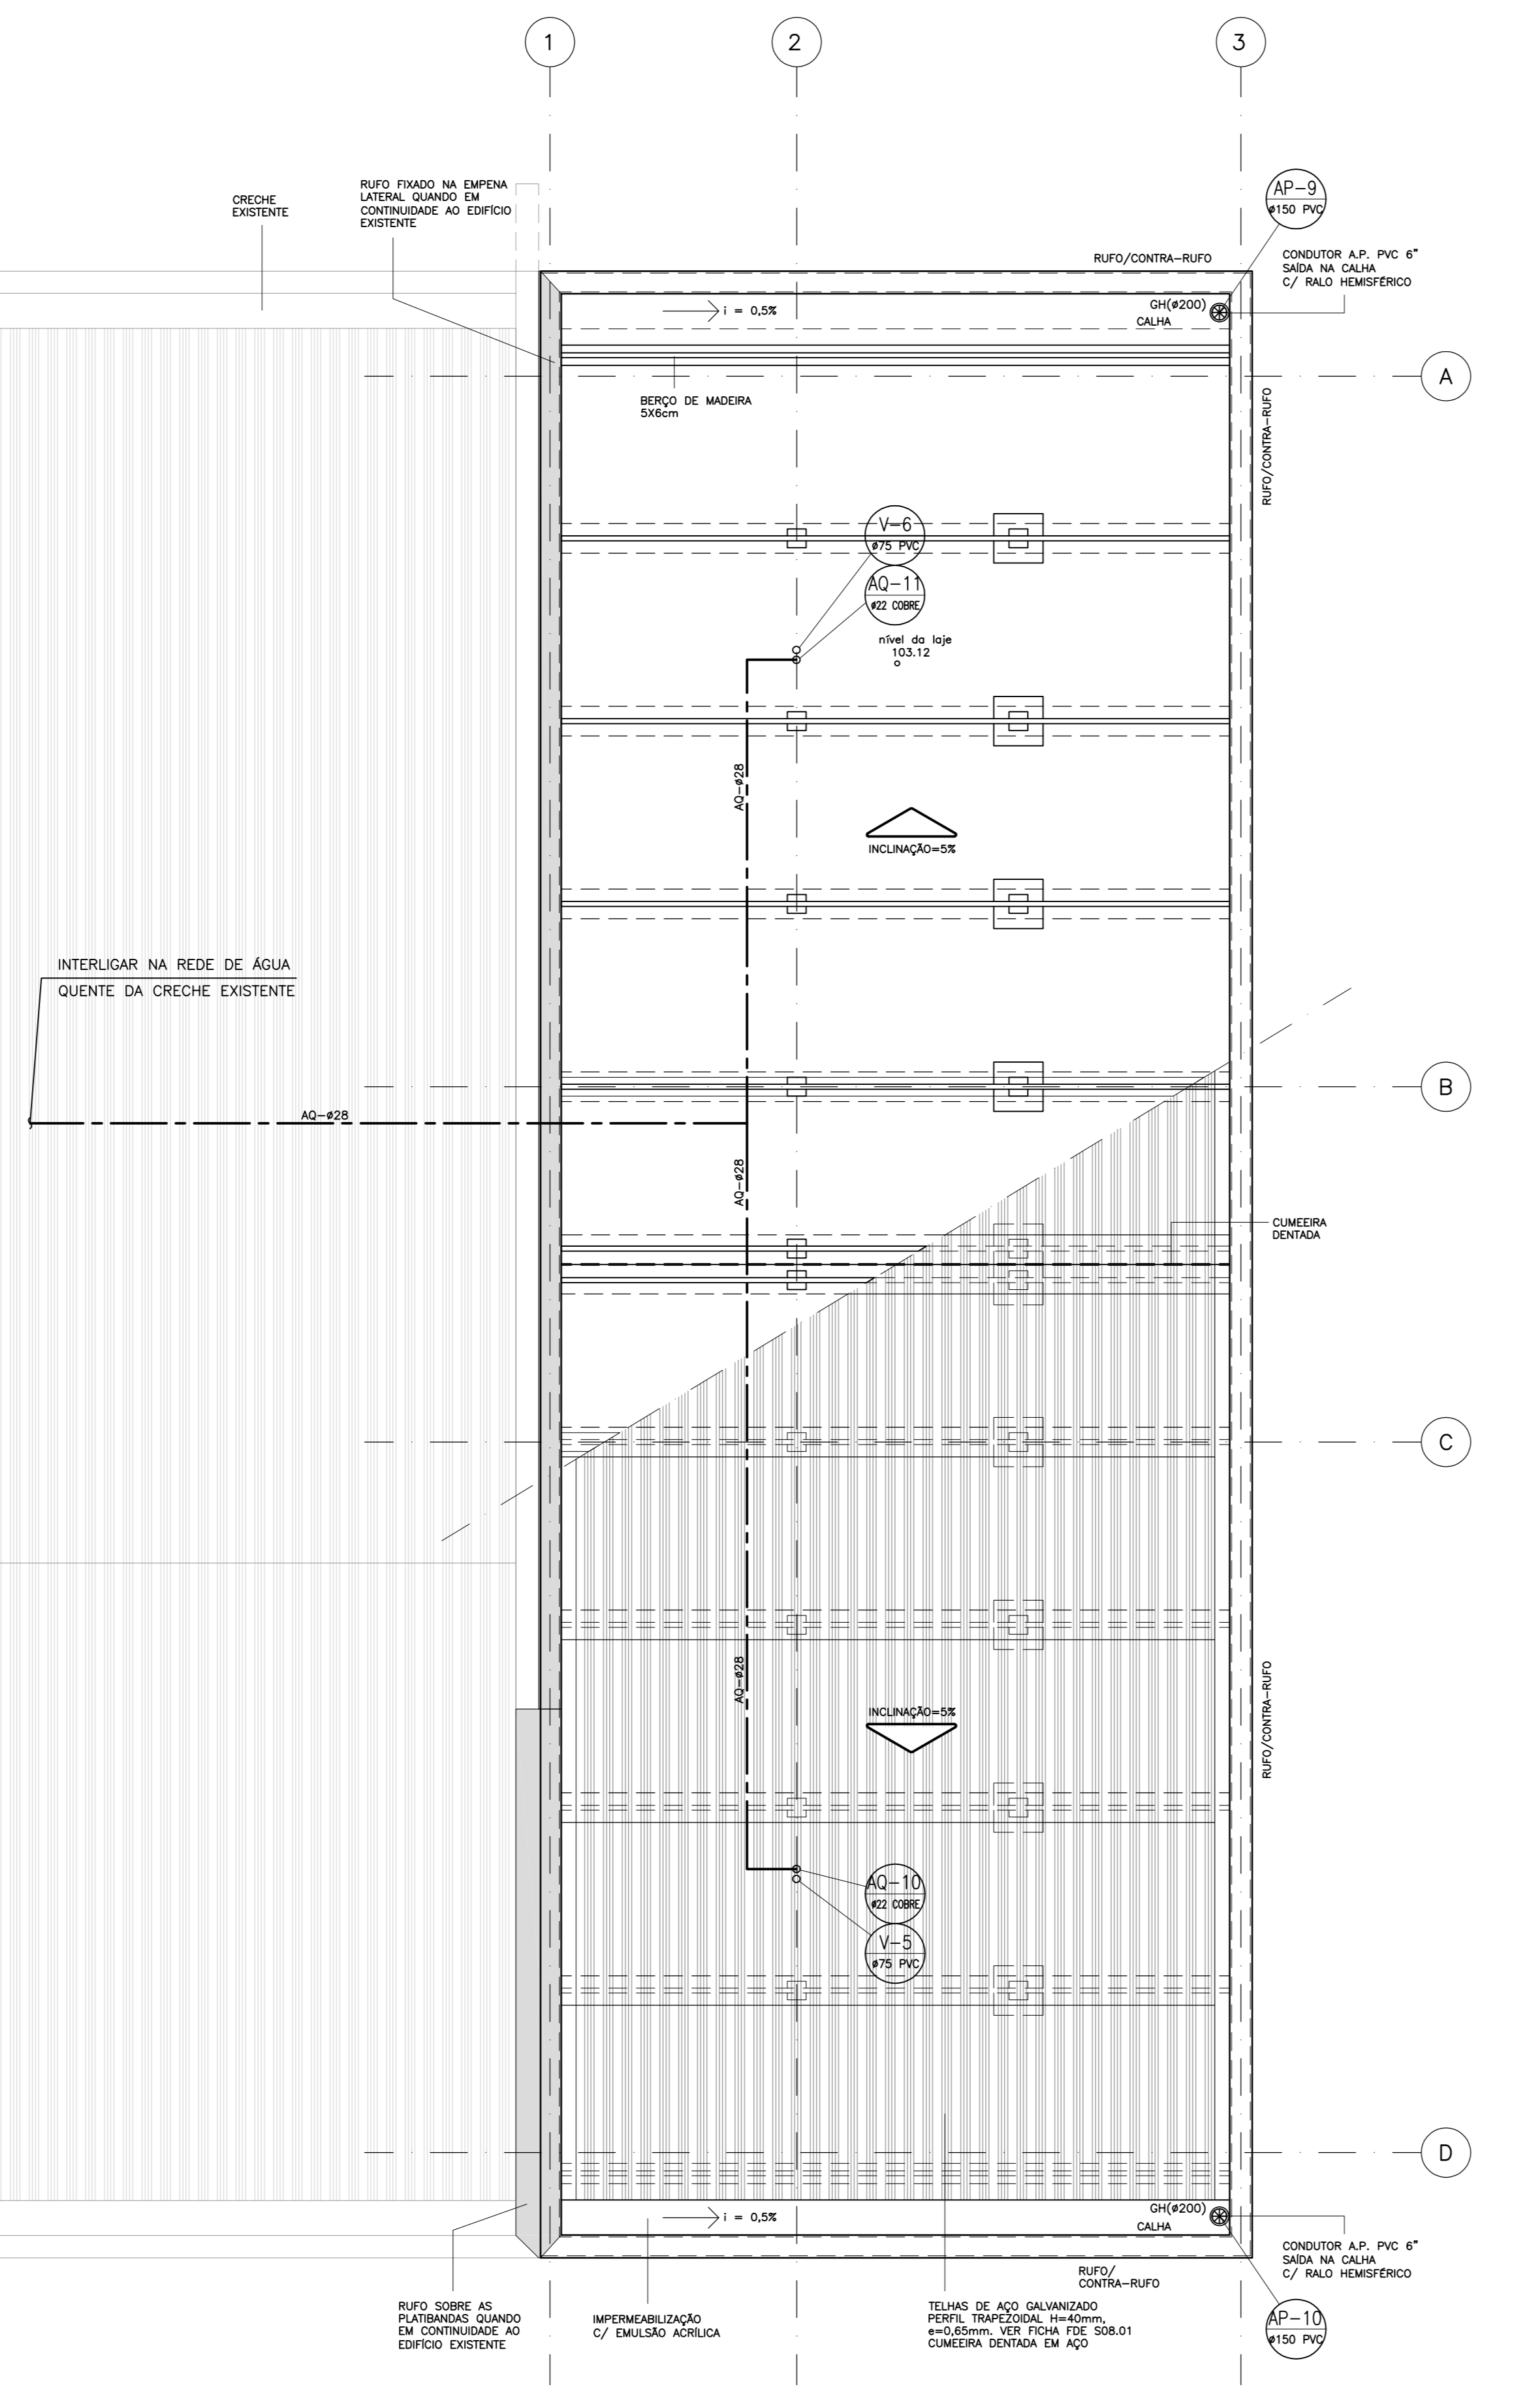 1
2
3
AP-9
ø150 PVC
RUFO FIXADO NA EMPENA
LATERAL QUANDO EM
CONTINUIDADE AO EDIFÍCIO
EXISTENTE
CRECHE
EXISTENTE
RUFO/CONTRA-RUFO
CONDUTOR A.P. PVC 6"
SAÍDA NA CALHA
C/ RALO HEMISFÉRICO
i = 0,5%
GH(ø200)
CALHA
A
BERÇO DE MADEIRA
5X6cm
RUFO/CONTRA-RUFO
V-6
ø75 PVC
AQ-11
ø22 COBRE
nível da laje
103.12
AQ-ø28
INCLINAÇÃO=5%
INTERLIGAR NA REDE DE ÁGUA
QUENTE DA CRECHE EXISTENTE
B
AQ-ø28
AQ-ø28
CUMEEIRA
DENTADA
C
AQ-ø28
RUFO/CONTRA-RUFO
INCLINAÇÃO=5%
AQ-10
ø22 COBRE
V-5
ø75 PVC
D
i = 0,5%
GH(ø200)
CALHA
CONDUTOR A.P. PVC 6"
SAÍDA NA CALHA
C/ RALO HEMISFÉRICO
RUFO/
CONTRA-RUFO
RUFO SOBRE AS
PLATIBANDAS QUANDO
EM CONTINUIDADE AO
EDIFÍCIO EXISTENTE
IMPERMEABILIZAÇÃO
C/ EMULSÃO ACRÍLICA
TELHAS DE AÇO GALVANIZADO
PERFIL TRAPEZOIDAL H=40mm,
e=0,65mm. VER FICHA FDE S08.01
CUMEEIRA DENTADA EM AÇO
AP-10
ø150 PVC